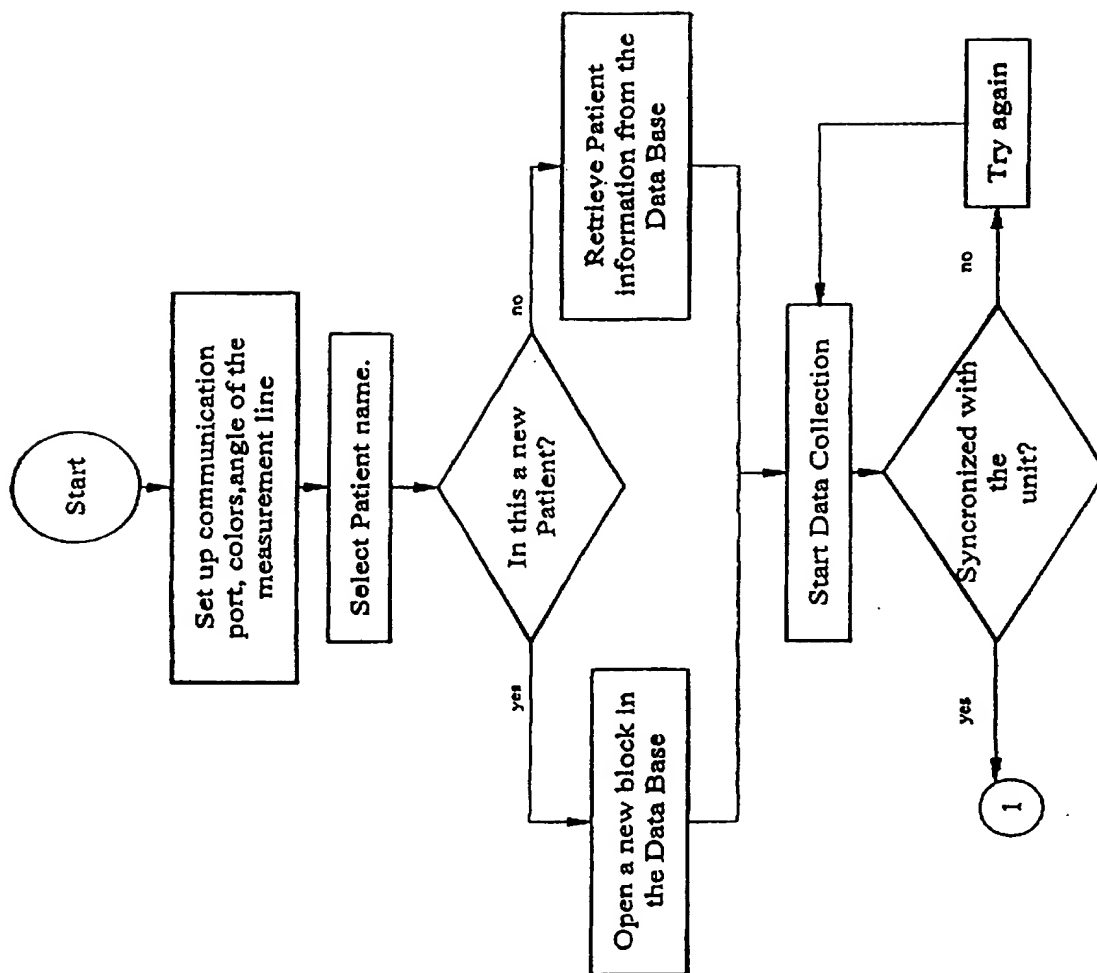 Start
Set up communication
port, colors,angle of the
measurement line
Select Patient name.
In this a new
Patient?
yes
no
Open a new block in
the Data Base
Retrieve Patient
information from the
Data Base
Start Data Collection
Syncronized with
the
unit?
yes
no
Try again
1